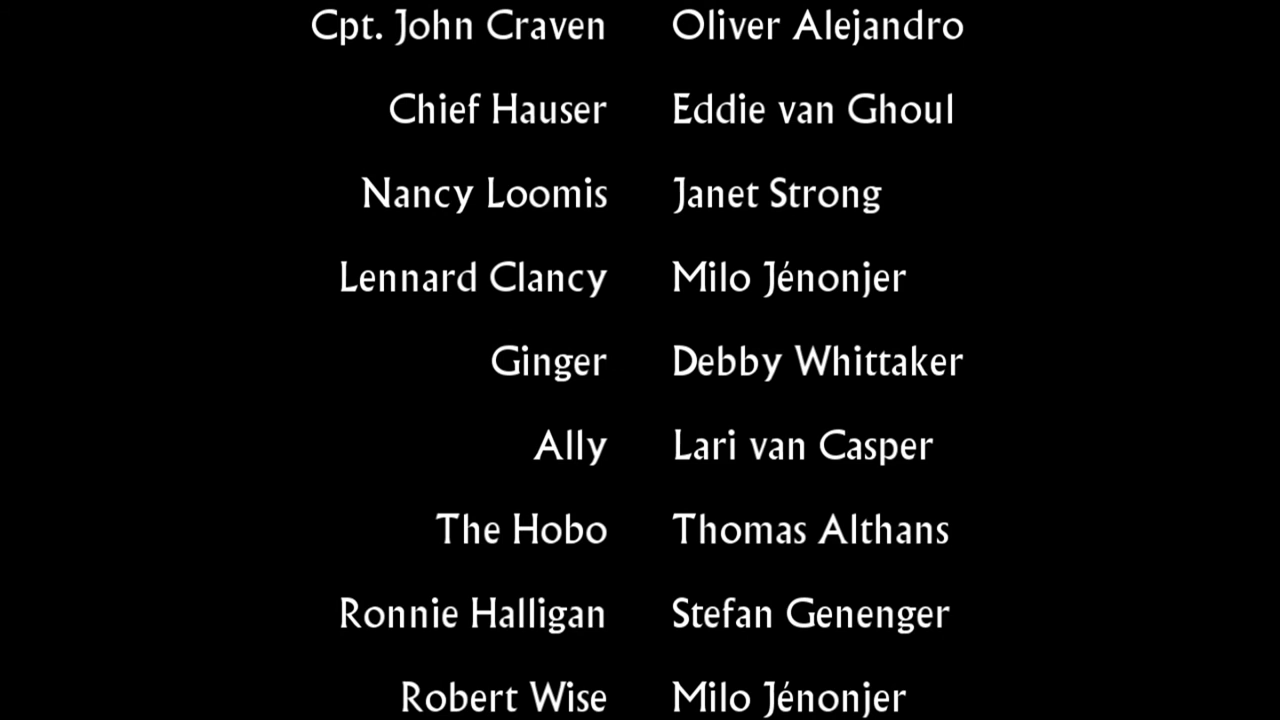 Cpt. John Craven Oliver Alejandro
Chief Hauser Eddie van Ghoul
Nancy Loomis Janet Strong
Lennard Clancy Milo Jénonjer
Ginger Debby Whittaker
Ally Lari van Casper
The Hobo Thomas Althans
Ronnie Halligan Stefan Genenger
Robert Wise Milo Jénonjer